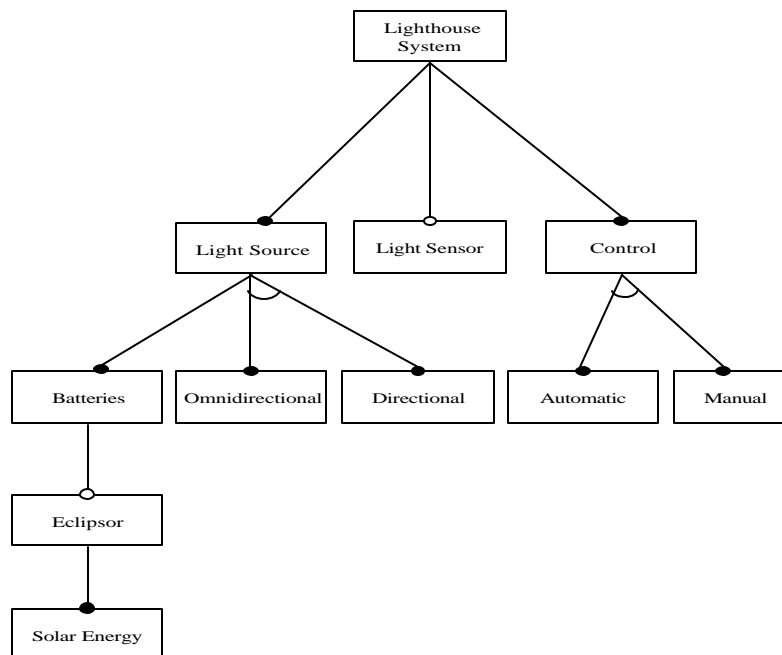 Lighthouse
System
Light Source
Light Sensor
Control
Batteries
Omnidirectional
Directional
Automatic
Manual
Eclipsor
Solar Energy